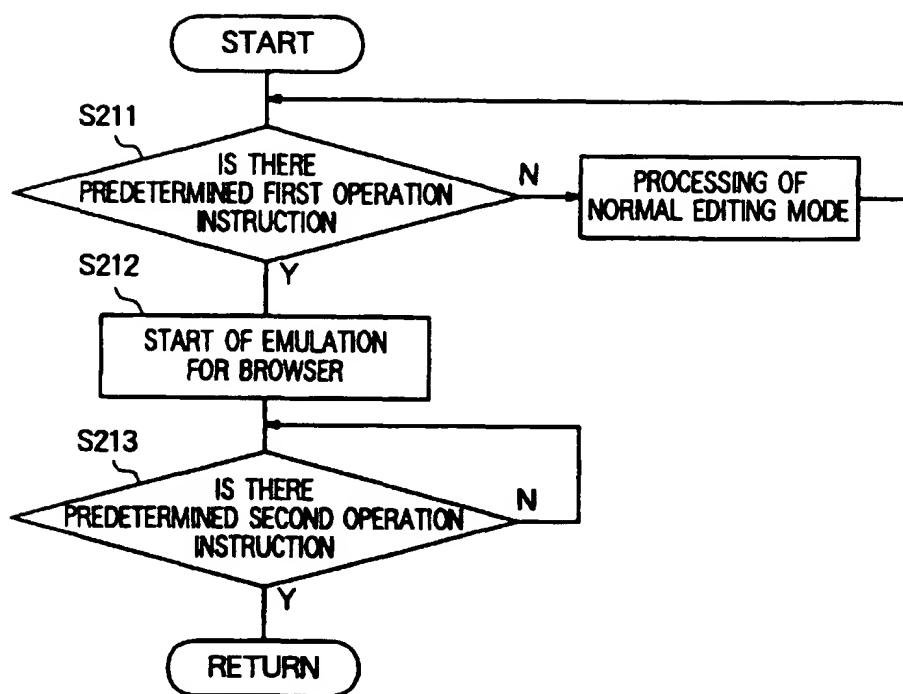 START
S211
IS THERE
PREDETERMINED FIRST OPERATION
INSTRUCTION
N
PROCESSING OF
NORMAL EDITING MODE
Y
S212
START OF EMULATION
FOR BROWSER
S213
IS THERE
PREDETERMINED SECOND OPERATION
INSTRUCTION
N
Y
RETURN